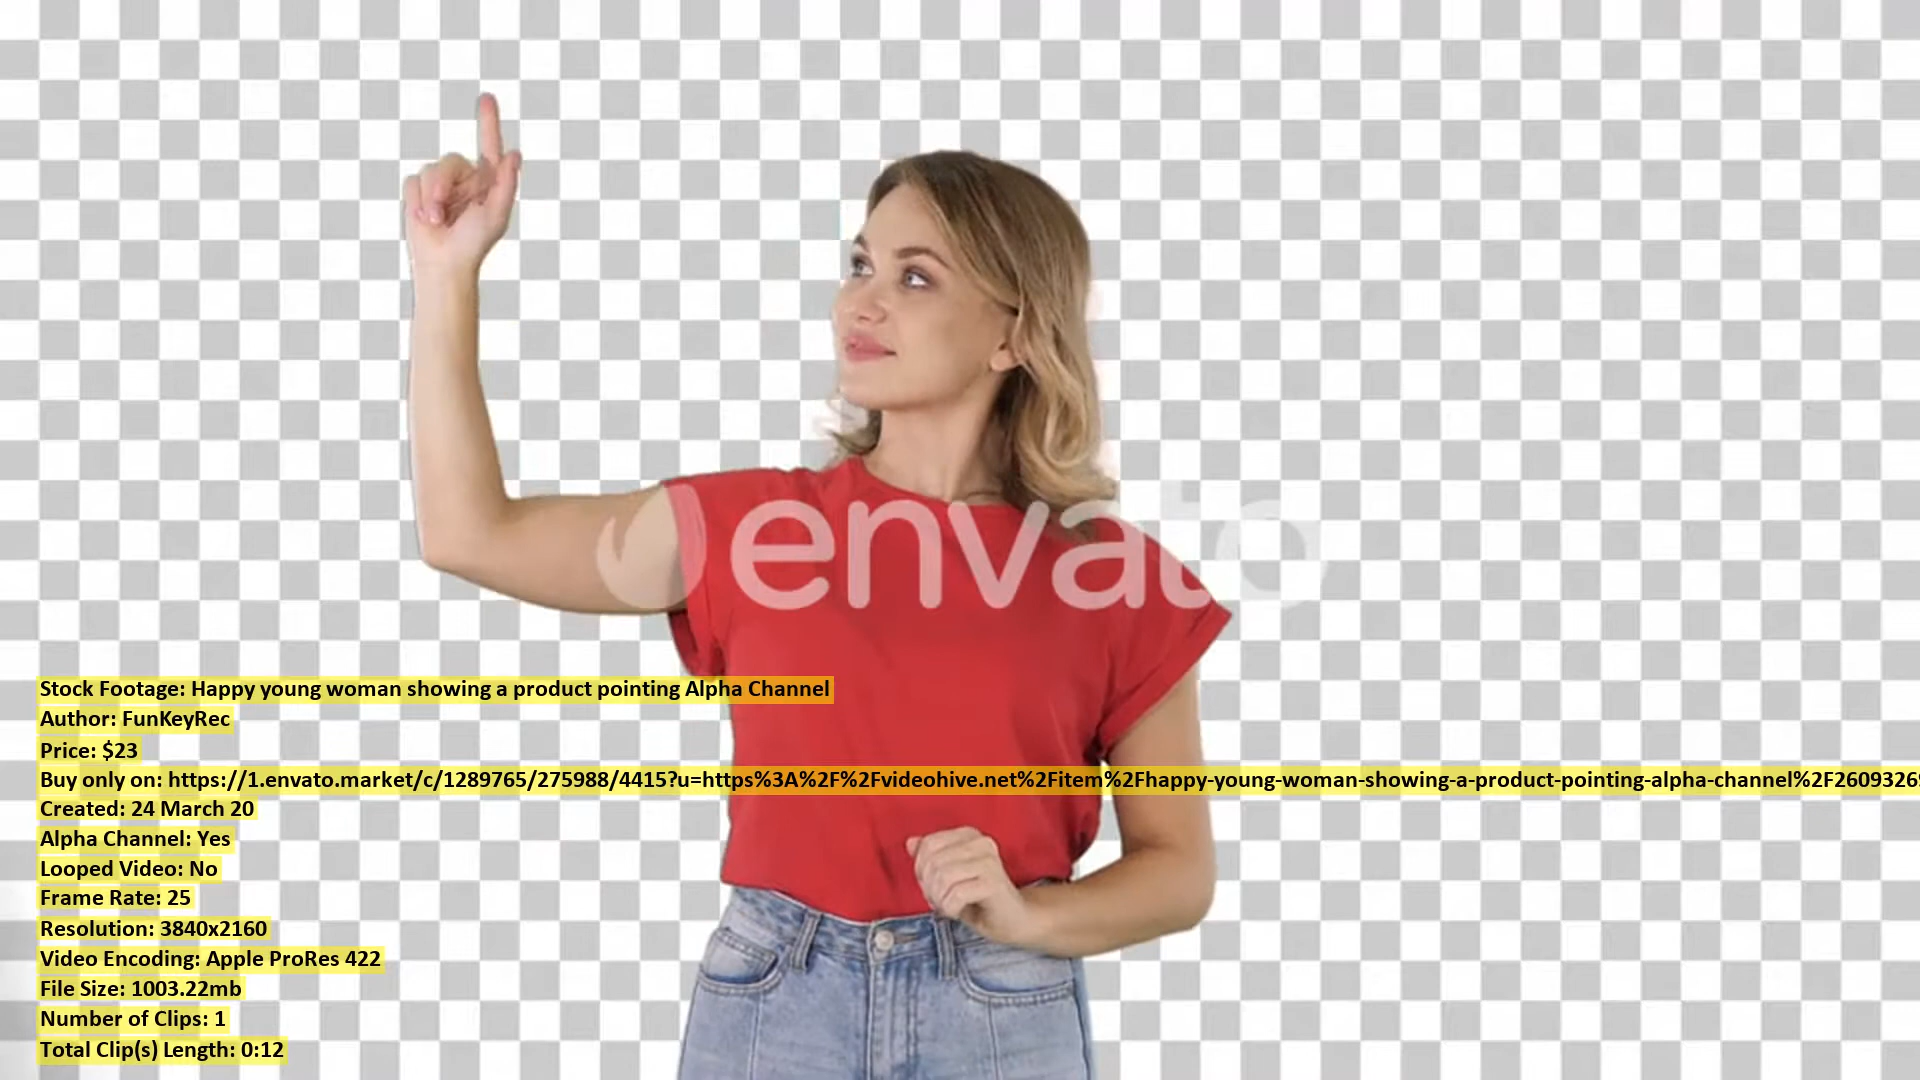 envato
Stock Footage: Happy young woman showing a product pointing Alpha Channel
Author: FunKeyRec
Price: $23
Buy only on: https://1.envato.market/c/1289765/275988/4415?u=https%3A%2F%2Fvideohive.net%2Fitem%2Fhappy-young-woman-showing-a-product-pointing-alpha-channel%2F26093269
Created: 24 March 20
Alpha Channel: Yes
Looped Video: No
Frame Rate: 25
Resolution: 3840x2160
Video Encoding: Apple ProRes 422
File Size: 1003.22mb
Number of Clips: 1
Total Clip(s) Length: 0:12